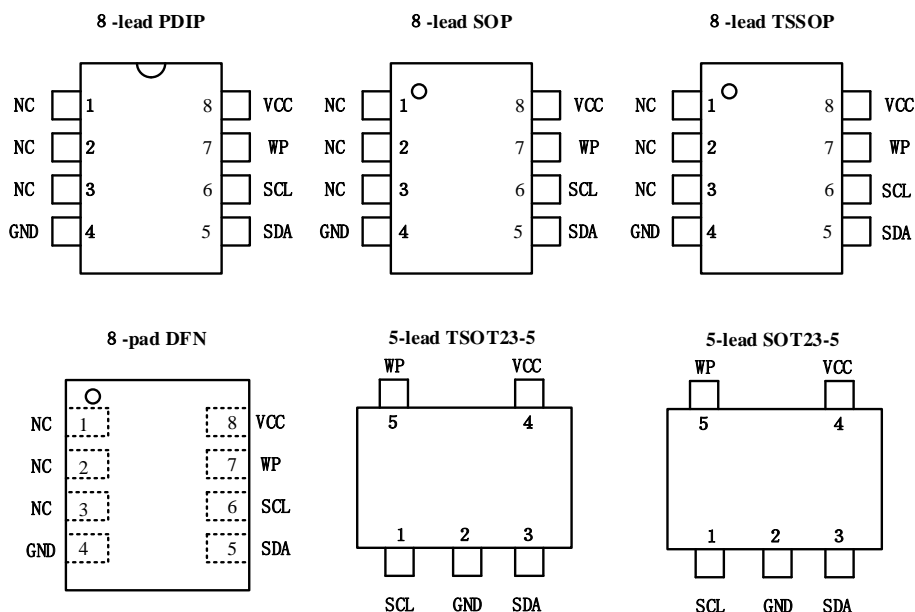 8-lead PDIP
NC 1 8 VCC
NC 2 7 WP
NC 3 6 SCL
GND 4 5 SDA
8-lead SOP
NC 1 8 VCC
NC 2 7 WP
NC 3 6 SCL
GND 4 5 SDA
8-lead TSSOP
NC 1 8 VCC
NC 2 7 WP
NC 3 6 SCL
GND 4 5 SDA
8-pad DFN
NC 1 8 VCC
NC 2 7 WP
NC 3 6 SCL
GND 4 5 SDA
5-lead TSOT23-5
WP VCC
5 4
1 2 3
SCL GND SDA
5-lead SOT23-5
WP VCC
5 4
1 2 3
SCL GND SDA